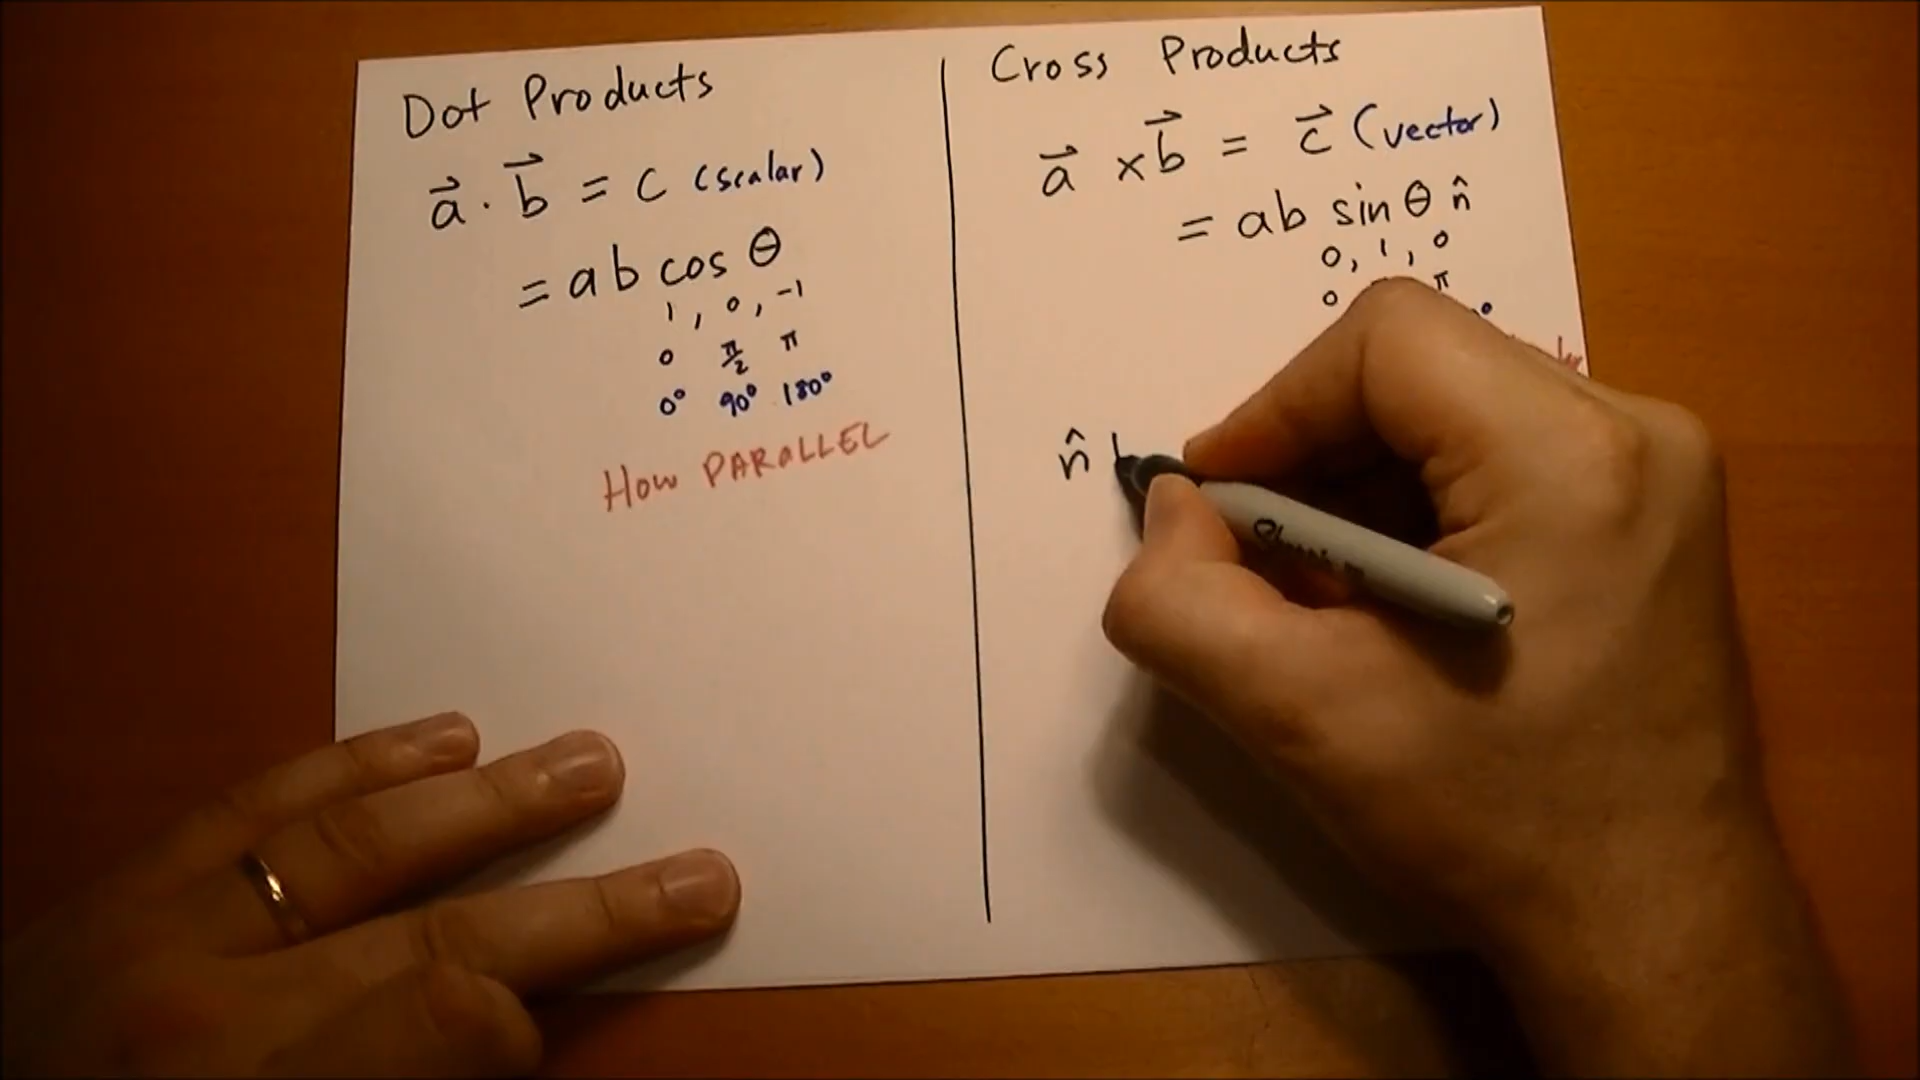 Dot Products
a⃗ · b⃗ = c (scalar)
= ab cos θ
1, 0, -1
0 π/2 π
0° 90° 180°
How PARALLEL
Cross Products
a⃗ × b⃗ = c⃗ (vector)
= ab sin θ n̂
0, 1, 0
0 π
n̂